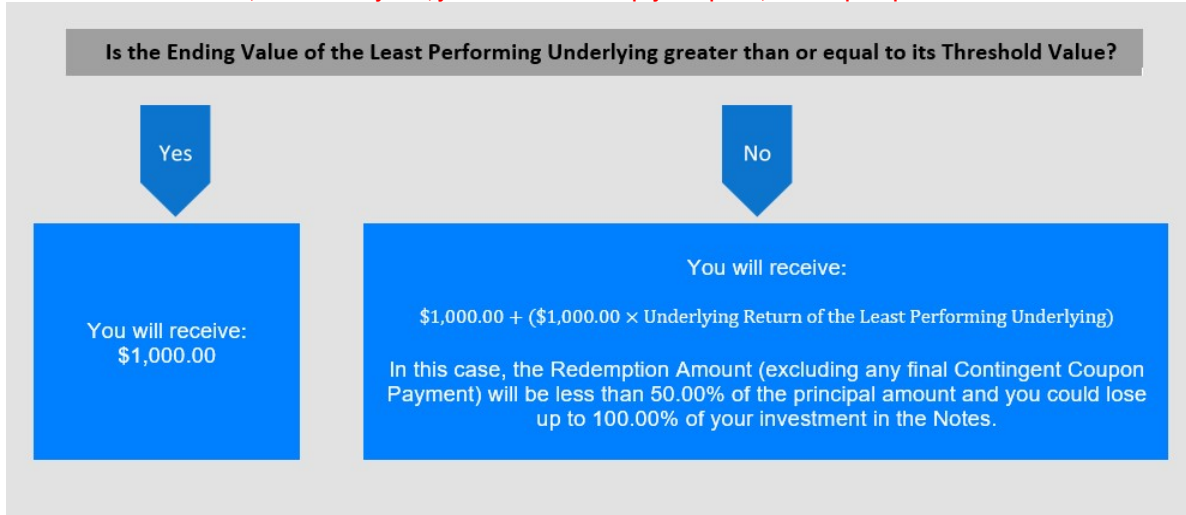 Is the Ending Value of the Least Performing Underlying greater than or equal to its Threshold Value?
Yes
No
You will receive:
$1,000.00
You will receive:
$1,000.00 + ($1,000.00 × Underlying Return of the Least Performing Underlying)
In this case, the Redemption Amount (excluding any final Contingent Coupon
Payment) will be less than 50.00% of the principal amount and you could lose
up to 100.00% of your investment in the Notes.